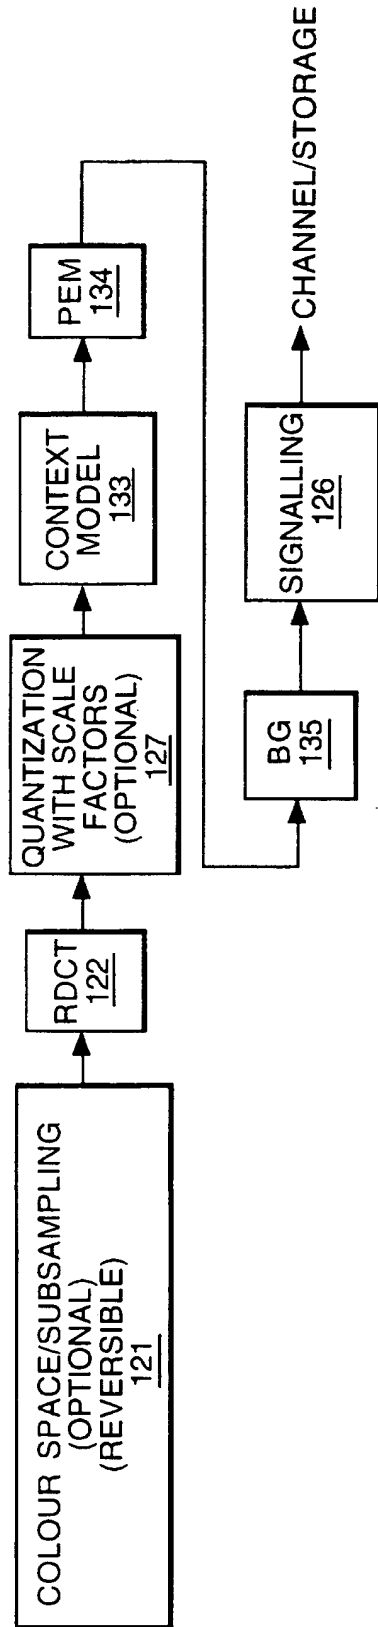 COLOUR SPACE/SUBSAMPLING
(OPTIONAL)
(REVERSIBLE)
121
RDCT
122
QUANTIZATION
WITH SCALE
FACTORS
(OPTIONAL)
127
CONTEXT
MODEL
133
PEM
134
BG
135
SIGNALLING
126
CHANNEL/STORAGE